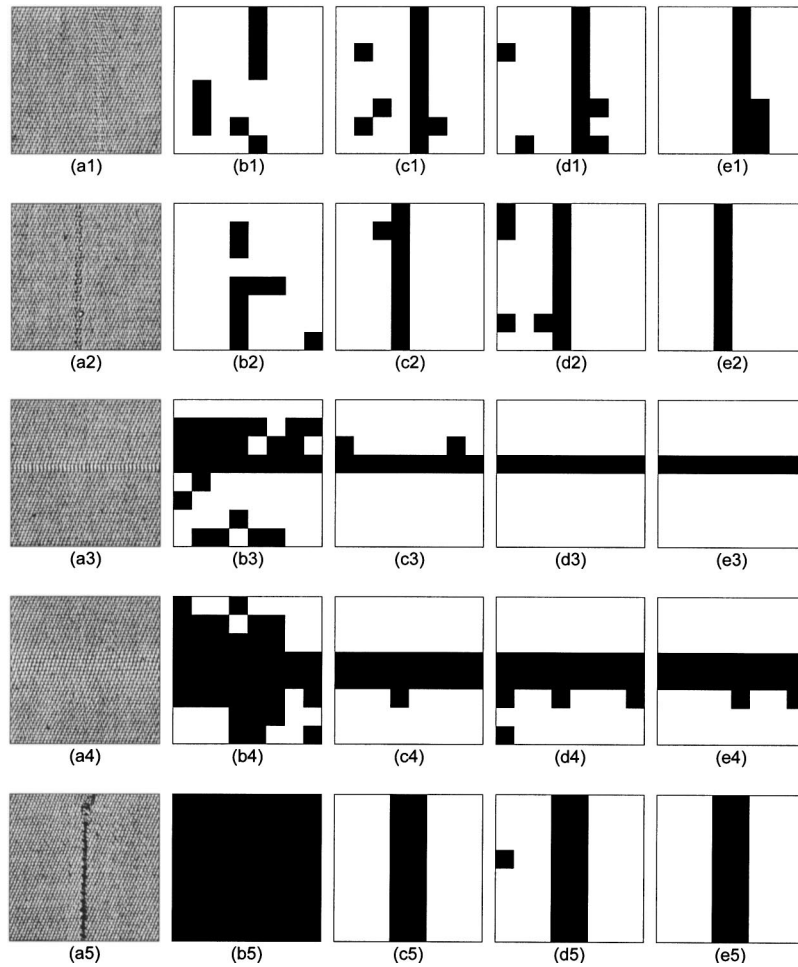 (a1) (b1) (c1) (d1) (e1)
(a2) (b2) (c2) (d2) (e2)
(a3) (b3) (c3) (d3) (e3)
(a4) (b4) (c4) (d4) (e4)
(a5) (b5) (c5) (d5) (e5)